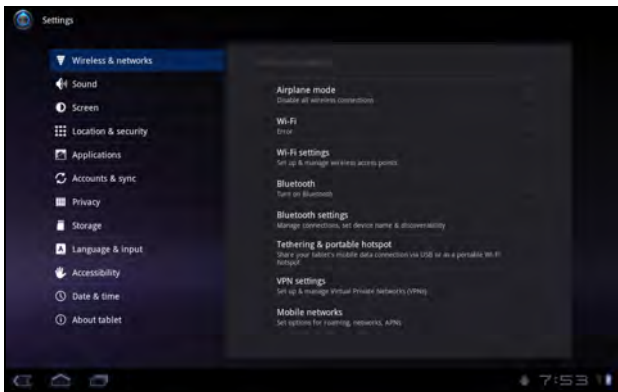 Settings
Wireless & networks
Sound
Screen
Location & security
Applications
Accounts & sync
Privacy
Storage
Language & input
Accessibility
Date & time
About tablet
Airplane mode
Disable all wireless connections
Wi-Fi
Error
Wi-Fi settings
Set up & manage wireless access points
Bluetooth
Turn on Bluetooth
Bluetooth settings
Manage connections, set device name & discoverability
Tethering & portable hotspot
Share your tablet's mobile data connection via USB or as a portable Wi-Fi
hotspot
VPN settings
Set up & manage Virtual Private Networks (VPNs)
Mobile networks
Set options for roaming, networks, APNs
7:53